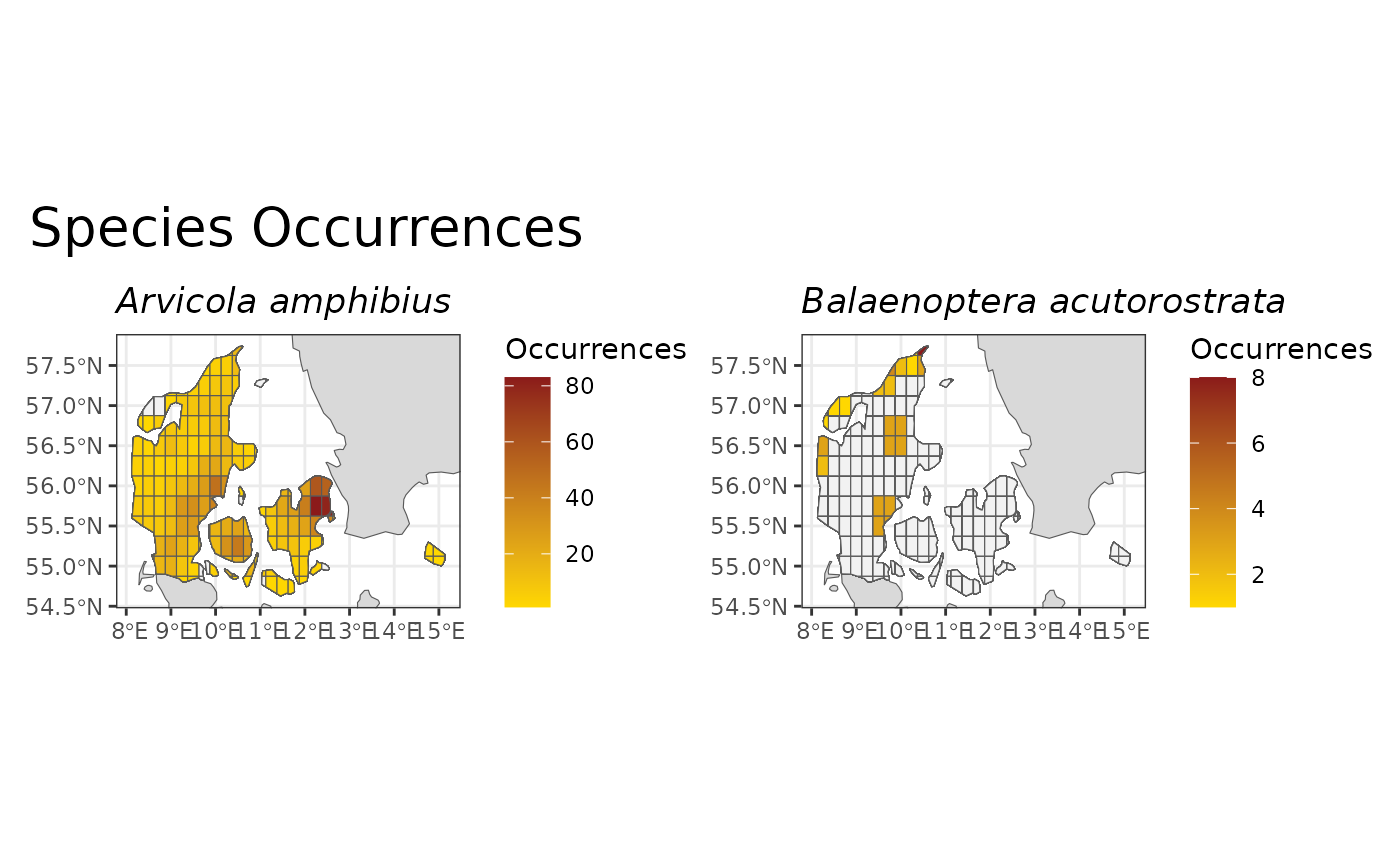 Species Occurrences
Arvicola amphibius
57.5°N
57.0°N
56.5°N
56.0°N
55.5°N
55.0°N
54.5°N
8°E 9°E 10°E 11°E 12°E 13°E 14°E 15°E
Occurrences
80
60
40
20
Balaenoptera acutorostrata
57.5°N
57.0°N
56.5°N
56.0°N
55.5°N
55.0°N
54.5°N
8°E 9°E 10°E 11°E 12°E 13°E 14°E 15°E
Occurrences
8
6
4
2